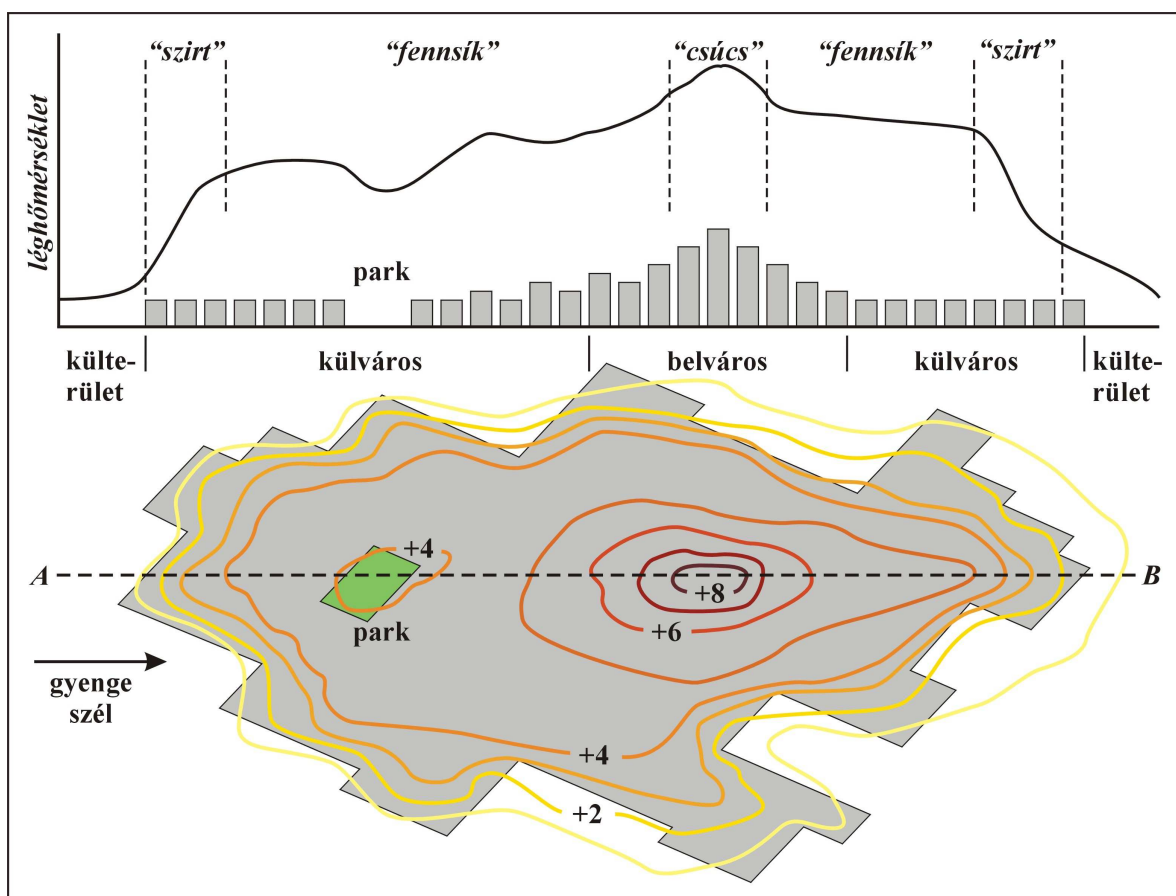 “szirt”
“fennsík”
“csúcs”
“fennsík”
“szirt”
léghőmérséklet
park
külte-
rület
külváros
belváros
külváros
külte-
rület
+4
A
B
+8
park
+6
gyenge
szél
+4
+2